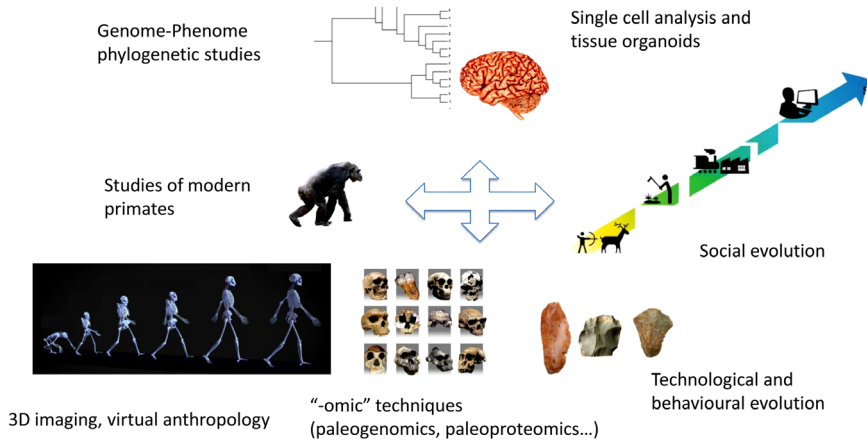 Genome-Phenome
phylogenetic studies
Single cell analysis and
tissue organoids
Studies of modern
primates
Social evolution
Technological and
behavioural evolution
3D imaging, virtual anthropology
“-omic” techniques
(paleogenomics, paleoproteomics…)